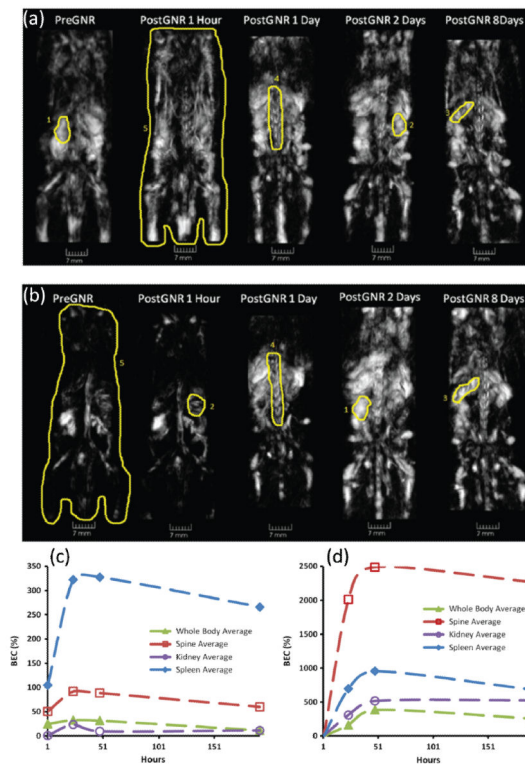 (a)
PreGNR PostGNR 1 Hour PostGNR 1 Day PostGNR 2 Days PostGNR 8Days
1 5 4 2 3
7 mm 7 mm 7 mm 7 mm 7 mm
(b)
PreGNR PostGNR 1 Hour PostGNR 1 Day PostGNR 2 Days PostGNR 8 Days
5 2 4 1 3
7 mm 7 mm 7 mm 7 mm 7 mm
(c)
350
300
250
200
150
100
50
0
BEC (%)
Whole Body Average
Spine Average
Kidney Average
Spleen Average
1 51 101 151
Hours
(d)
2500
2000
1500
1000
500
0
BEC (%)
Whole Body Average
Spine Average
Kidney Average
Spleen Average
1 51 101 151
Hours